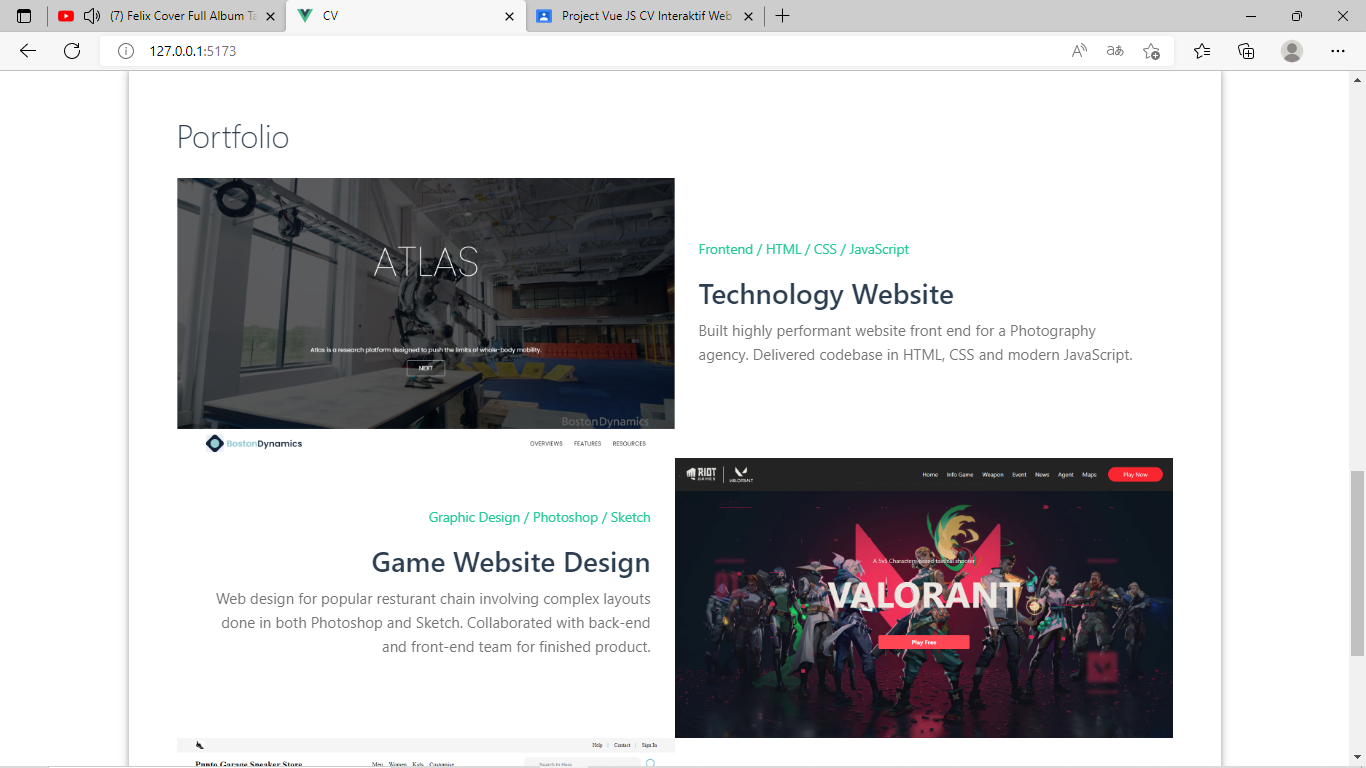 (7) Felix Cover Full Album Ta
CV
Project Vue JS CV Interaktif Web
127.0.0.1:5173
Portfolio
ATLAS
Atlas is a research platform designed to push the limits of whole-body mobility.
NEXT
BostonDynamics
BostonDynamics
OVERVIEWS FEATURES RESOURCES
Frontend / HTML / CSS / JavaScript
Technology Website
Built highly performant website front end for a Photography
agency. Delivered codebase in HTML, CSS and modern JavaScript.
Graphic Design / Photoshop / Sketch
Game Website Design
Web design for popular resturant chain involving complex layouts
done in both Photoshop and Sketch. Collaborated with back-end
and front-end team for finished product.
RIOT GAMES VALORANT Home Info Game Weapon Event News Agent Maps Play Now
A 5v5 Characters-based tactical shooter
VALORANT
Play Free
Help | Contact | Sign In
Punto Garage Sneaker Store Men Women Kids Customise Search In Here